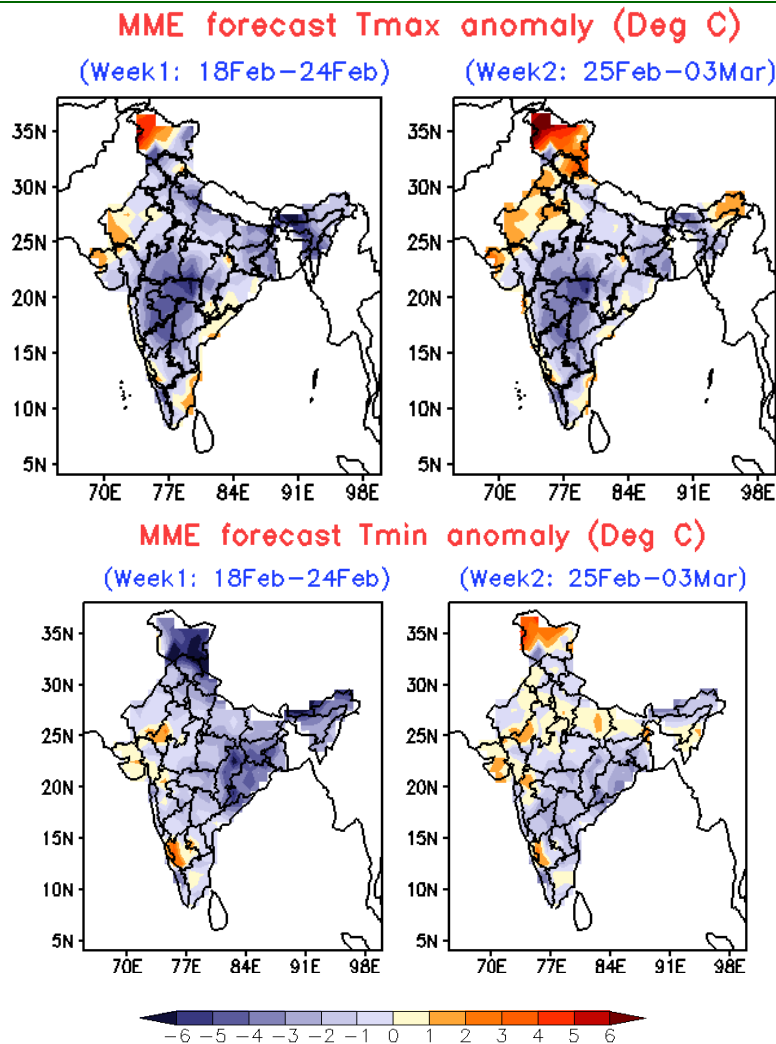 MME forecast Tmax anomaly (Deg C)
(Week1: 18Feb−24Feb) (Week2: 25Feb−03Mar)
35N 35N
30N 30N
25N 25N
20N 20N
15N 15N
10N 10N
5N 5N
70E 77E 84E 91E 98E 70E 77E 84E 91E 98E
MME forecast Tmin anomaly (Deg C)
(Week1: 18Feb−24Feb) (Week2: 25Feb−03Mar)
35N 35N
30N 30N
25N 25N
20N 20N
15N 15N
10N 10N
5N 5N
70E 77E 84E 91E 98E 70E 77E 84E 91E 98E
−6 −5 −4 −3 −2 −1 0 1 2 3 4 5 6